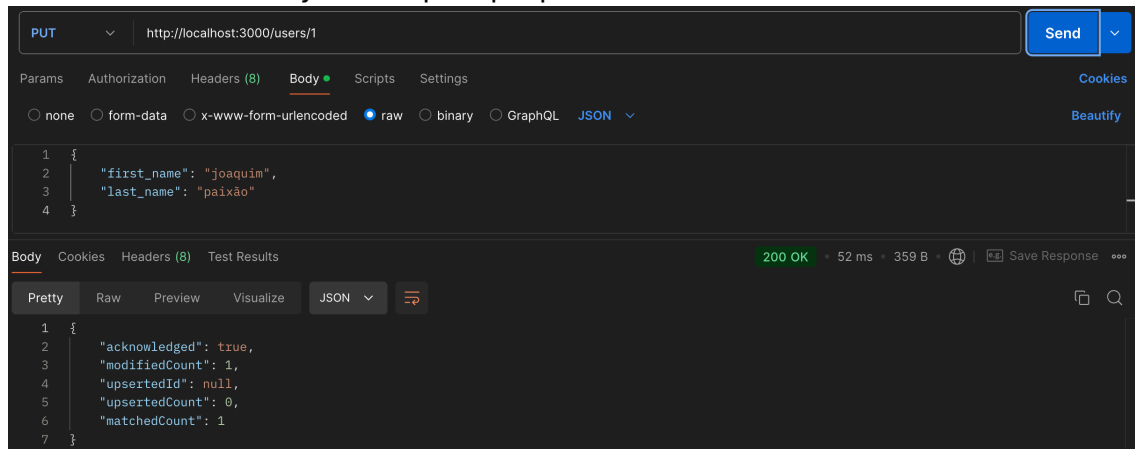 PUT http://localhost:3000/users/1 Send
Params Authorization Headers (8) Body Scripts Settings Cookies
none form-data x-www-form-urlencoded raw binary GraphQL JSON Beautify
1 {
2 "first_name": "joaquim",
3 "last_name": "paixão"
4 }
Body Cookies Headers (8) Test Results 200 OK 52 ms 359 B e.g. Save Response
Pretty Raw Preview Visualize JSON
1 {
2 "acknowledged": true,
3 "modifiedCount": 1,
4 "upsertedId": null,
5 "upsertedCount": 0,
6 "matchedCount": 1
7 }